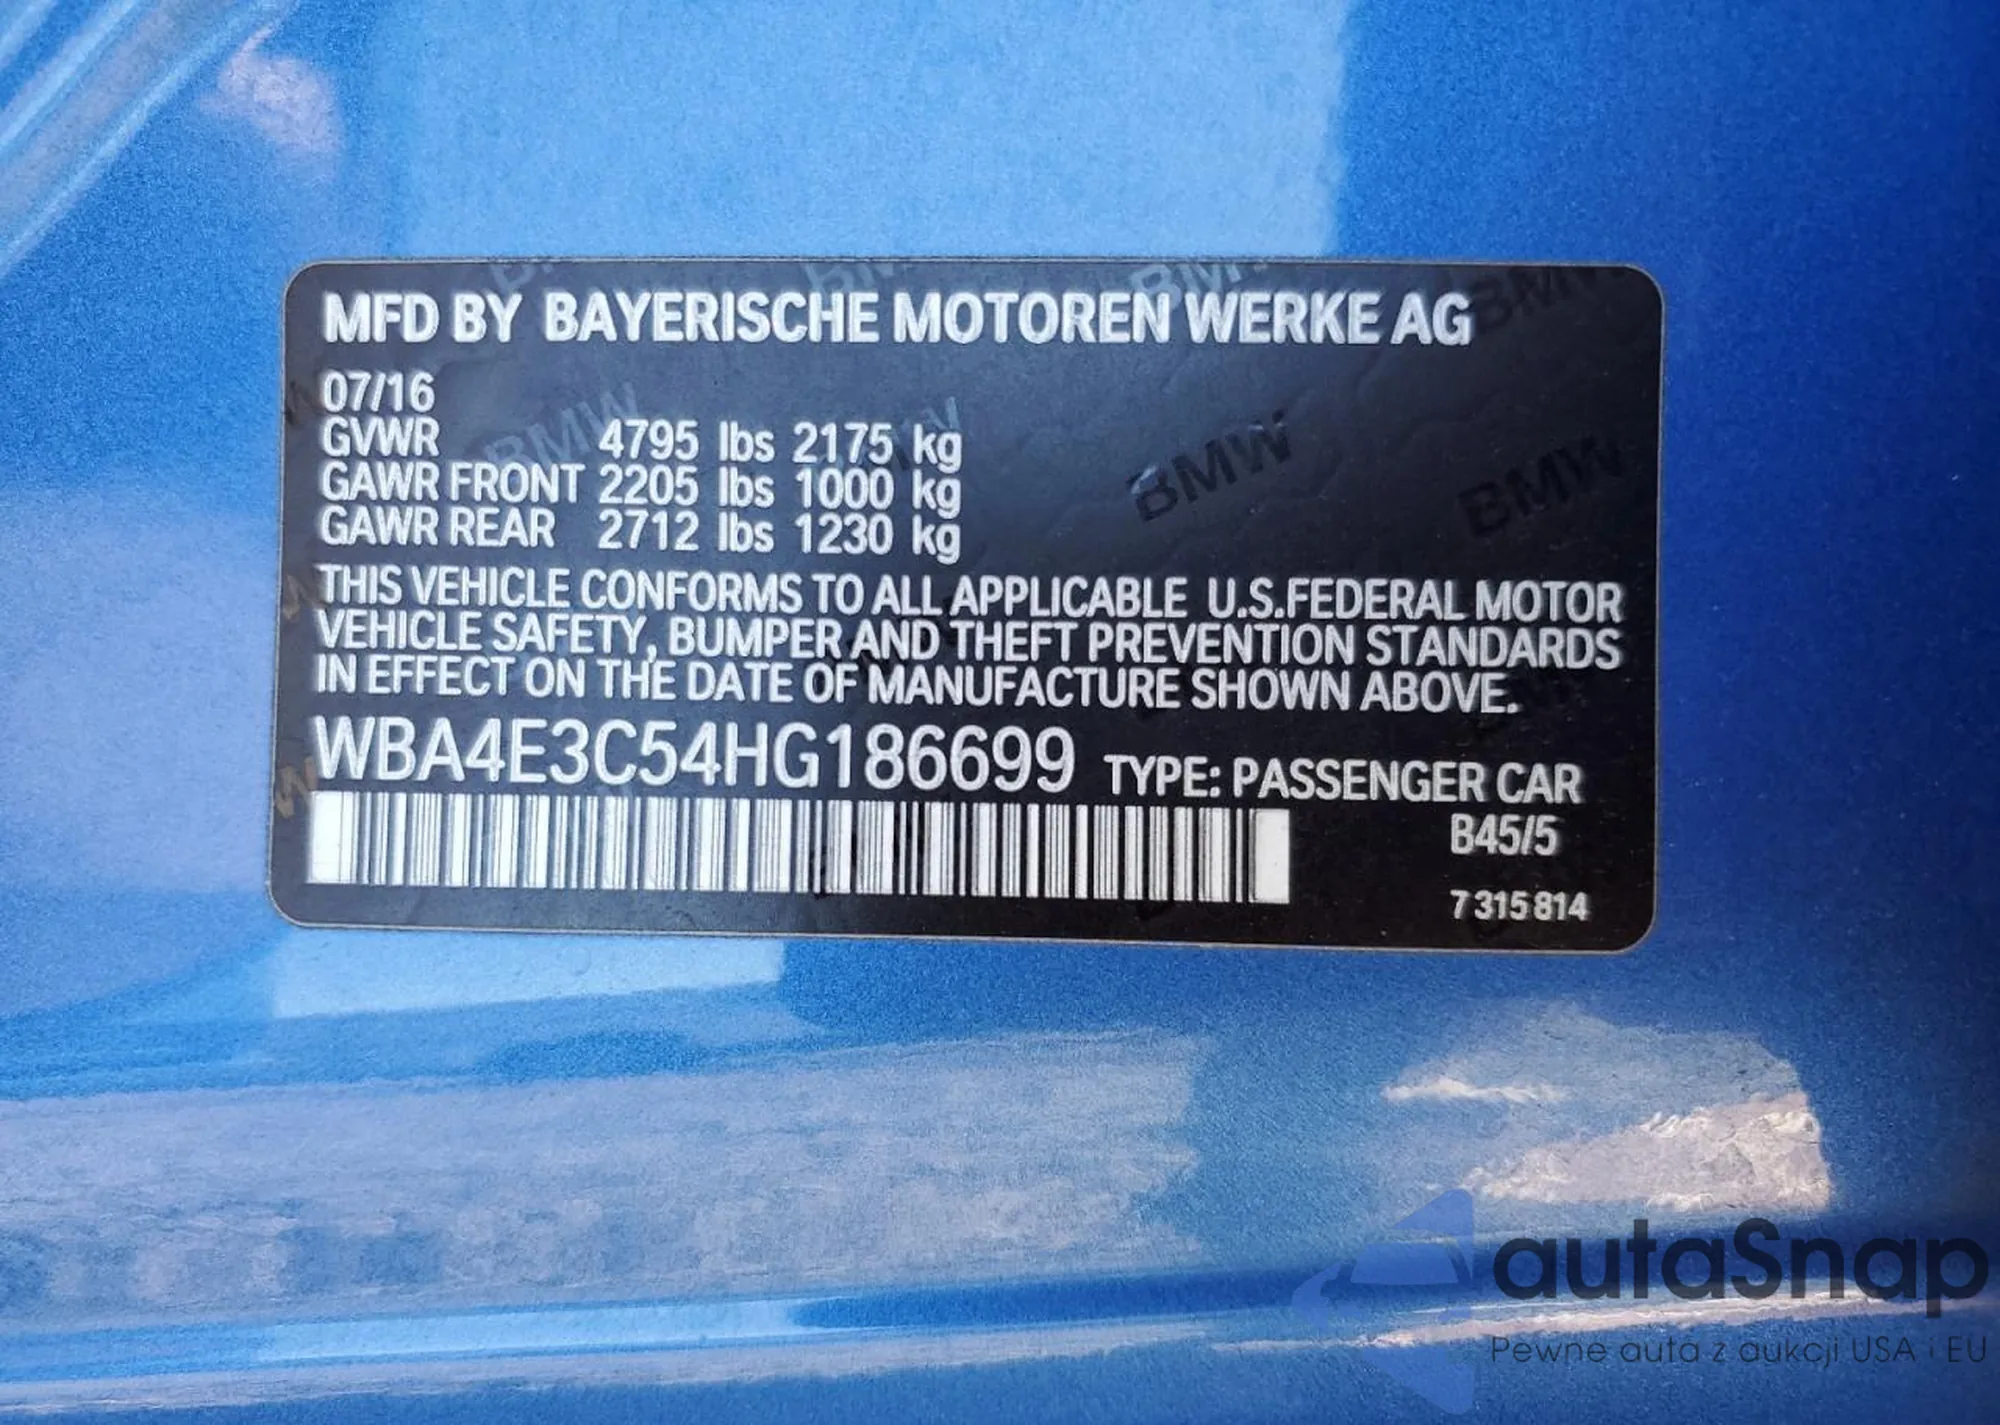 MFD BY BAYERISCHE MOTOREN WERKE AG
07/16
GVWR 4795 lbs 2175 kg
GAWR FRONT 2205 lbs 1000 kg
GAWR REAR 2712 lbs 1230 kg
THIS VEHICLE CONFORMS TO ALL APPLICABLE U.S.FEDERAL MOTOR
VEHICLE SAFETY, BUMPER AND THEFT PREVENTION STANDARDS
IN EFFECT ON THE DATE OF MANUFACTURE SHOWN ABOVE.
WBA4E3C54HG186699 TYPE: PASSENGER CAR
B45/5
7 315 814
autaSnap
Pewne auta z aukcji USA i EU